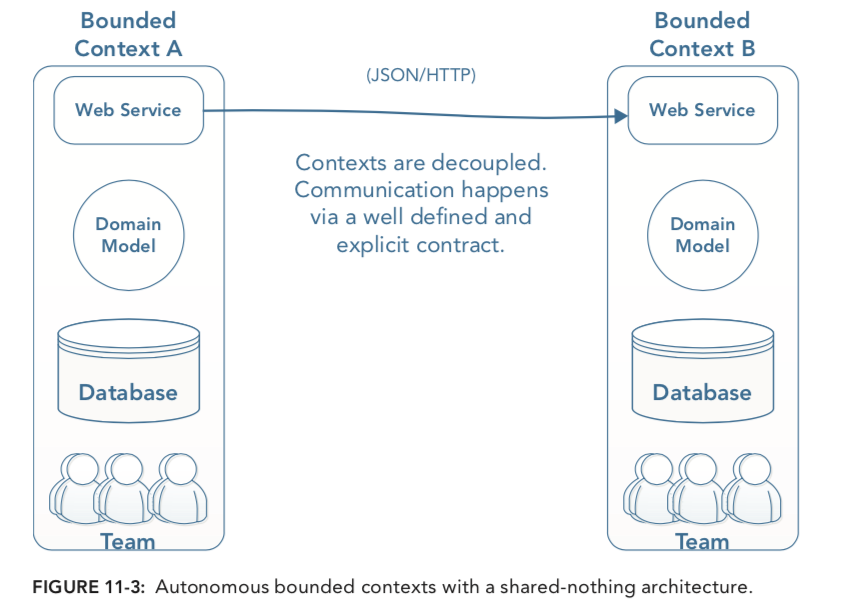 Bounded
Context A
Bounded
Context B
(JSON/HTTP)
Web Service
Web Service
Contexts are decoupled.
Communication happens
via a well defined and
explicit contract.
Domain
Model
Domain
Model
Database
Database
Team
Team
FIGURE 11-3: Autonomous bounded contexts with a shared-nothing architecture.